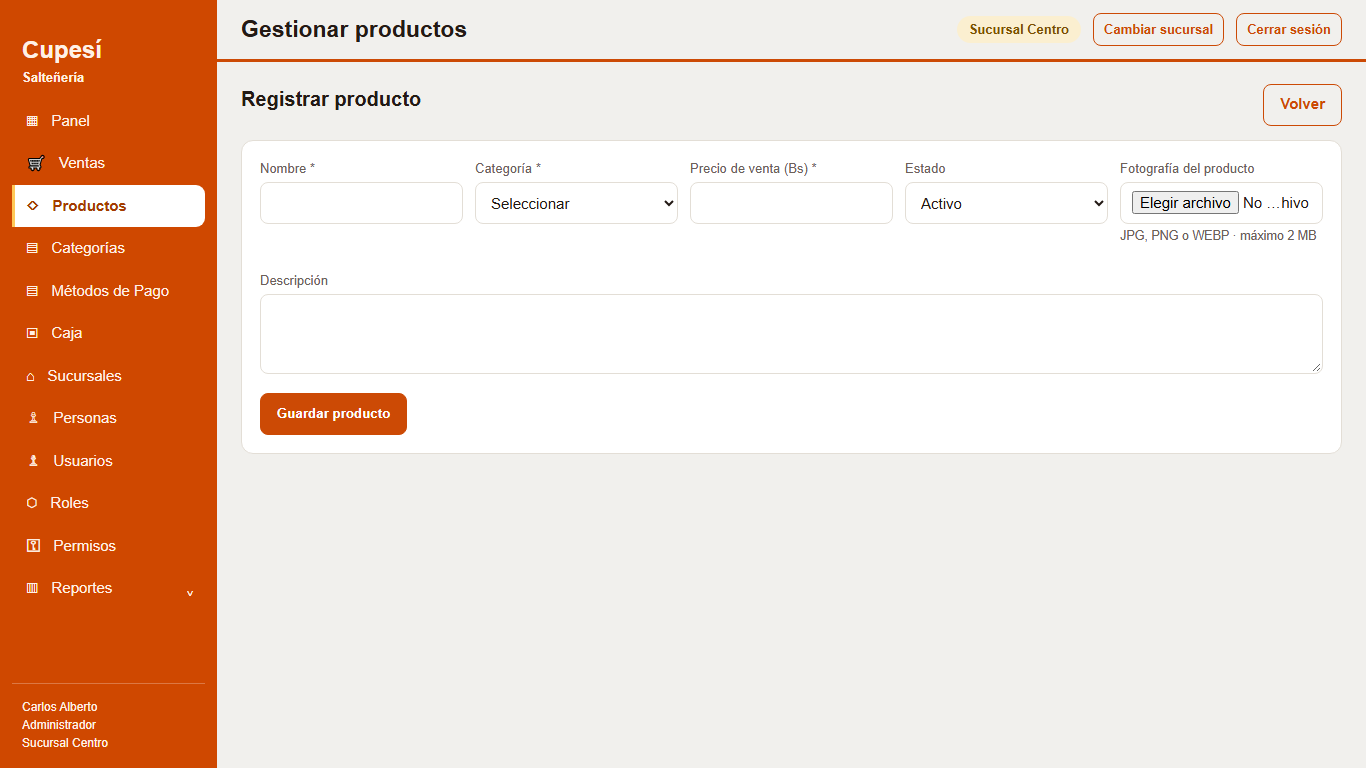 Cupesí
Salteñería
Panel
Ventas
Productos
Categorías
Métodos de Pago
Caja
Sucursales
Personas
Usuarios
Roles
Permisos
Reportes
Carlos Alberto
Administrador
Sucursal Centro
Gestionar productos
Sucursal Centro
Cambiar sucursal
Cerrar sesión
Registrar producto
Volver
Nombre *
Categoría *
Precio de venta (Bs) *
Estado
Fotografía del producto
Seleccionar
Activo
Elegir archivo No ...hivo
JPG, PNG o WEBP · máximo 2 MB
Descripción
Guardar producto